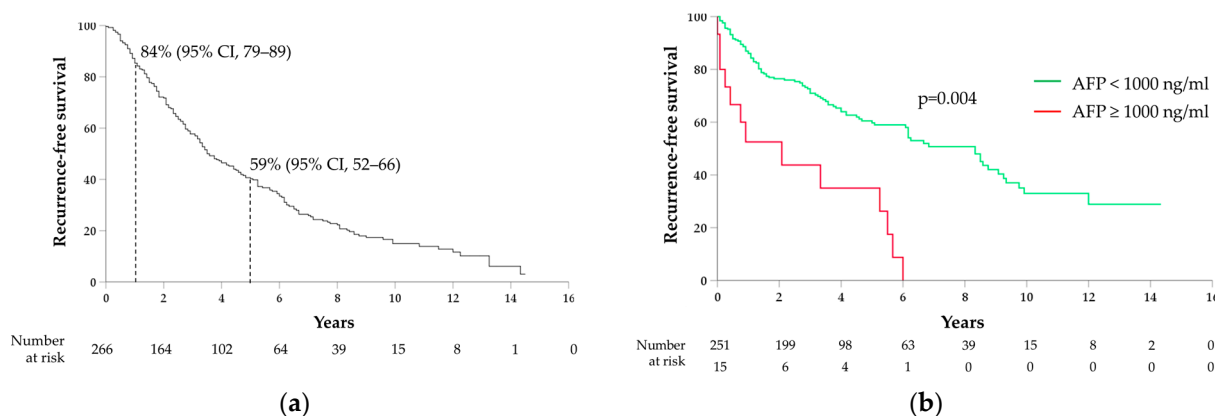 100
80
60
40
20
0
Recurrence-free survival
84% (95% CI, 79–89)
59% (95% CI, 52–66)
0 2 4 6 8 10 12 14 16
Years
Number
at risk
266 164 102 64 39 15 8 1 0
(a)
100
80
60
40
20
0
Recurrence-free survival
p=0.004
AFP < 1000 ng/ml
AFP ≥ 1000 ng/ml
0 2 4 6 8 10 12 14 16
Years
Number
at risk
251 199 98 63 39 15 8 2 0
15 6 4 1 0 0 0 0 0
(b)